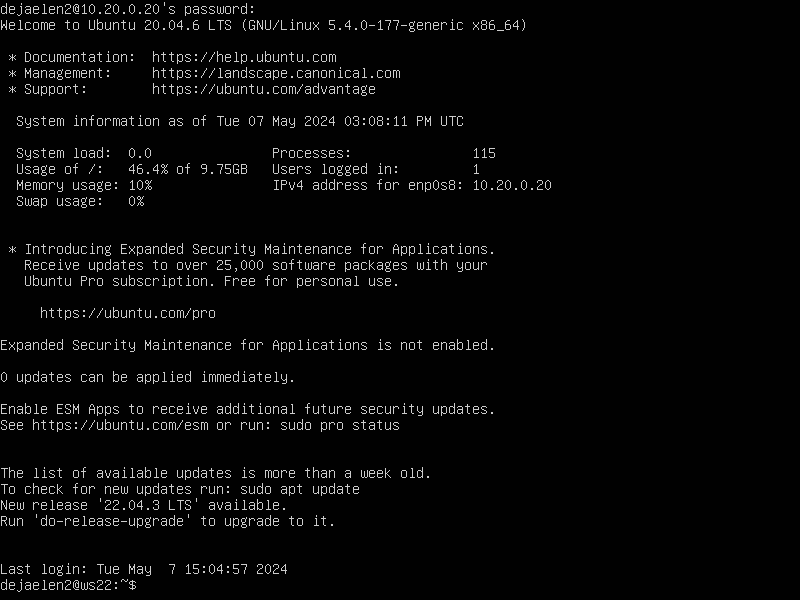 dejaelen2@10.20.0.20's password:
Welcome to Ubuntu 20.04.6 LTS (GNU/Linux 5.4.0-177-generic x86_64)
* Documentation:  https://help.ubuntu.com
* Management:     https://landscape.canonical.com
* Support:        https://ubuntu.com/advantage
System information as of Tue 07 May 2024 03:08:11 PM UTC
System load:  0.0               Processes:               115
Usage of /:   46.4% of 9.75GB   Users logged in:         1
Memory usage: 10%               IPv4 address for enp0s8: 10.20.0.20
Swap usage:   0%
* Introducing Expanded Security Maintenance for Applications.
Receive updates to over 25,000 software packages with your
Ubuntu Pro subscription. Free for personal use.
https://ubuntu.com/pro
Expanded Security Maintenance for Applications is not enabled.
0 updates can be applied immediately.
Enable ESM Apps to receive additional future security updates.
See https://ubuntu.com/esm or run: sudo pro status
The list of available updates is more than a week old.
To check for new updates run: sudo apt update
New release '22.04.3 LTS' available.
Run 'do-release-upgrade' to upgrade to it.
Last login: Tue May  7 15:04:57 2024
dejaelen2@ws22:~$